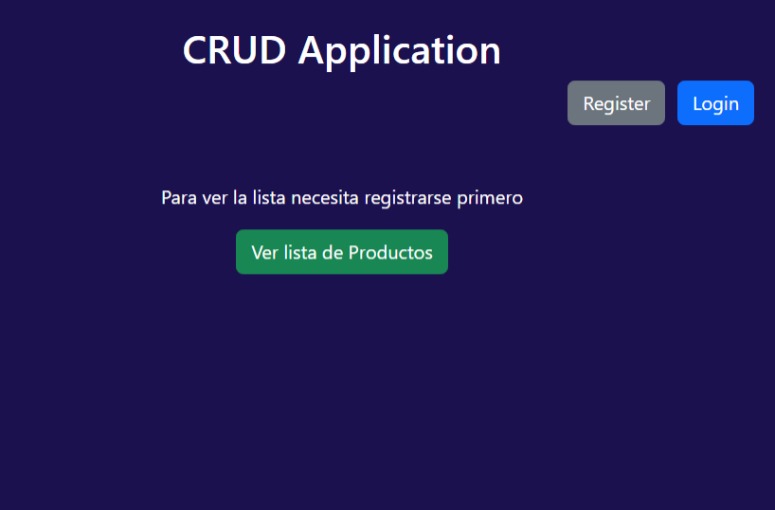 CRUD Application
Register Login
Para ver la lista necesita registrarse primero
Ver lista de Productos